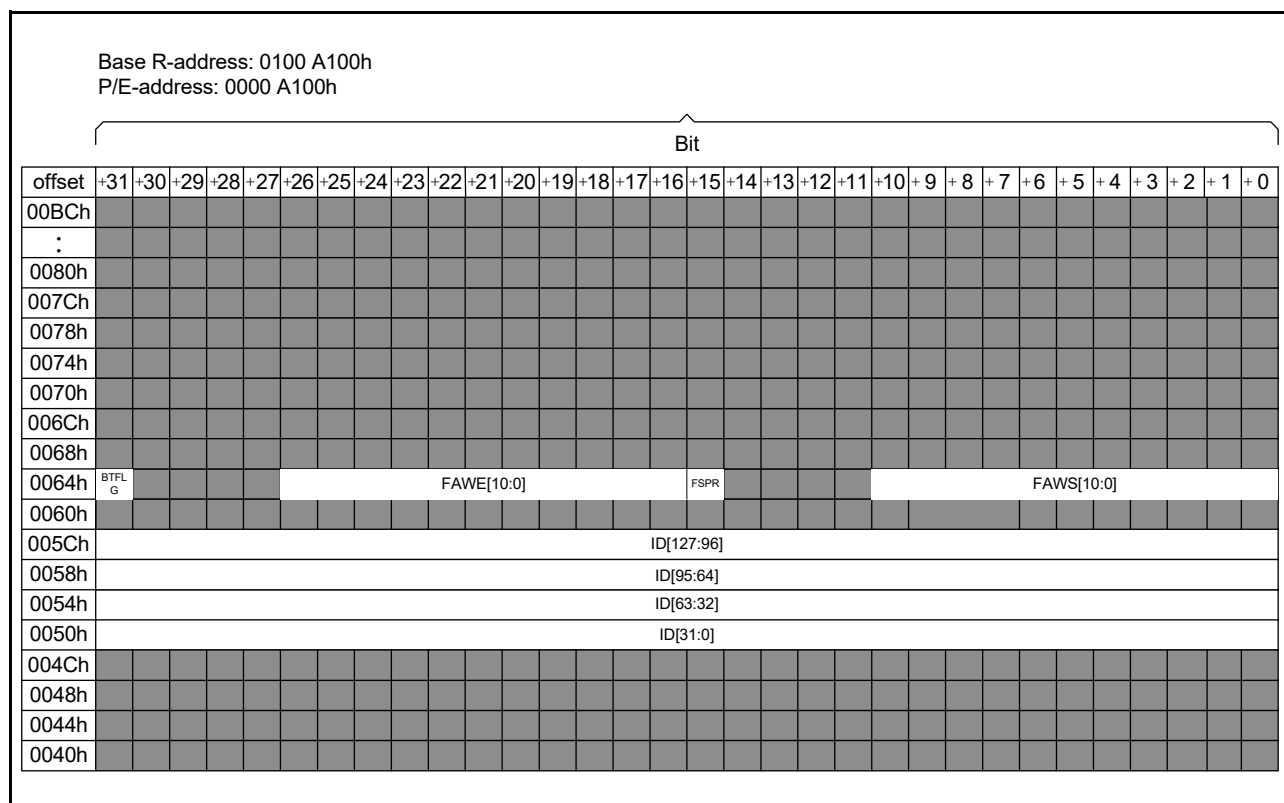 Base R-address: 0100 A100h
P/E-address: 0000 A100h
Bit
offset +31 +30 +29 +28 +27 +26 +25 +24 +23 +22 +21 +20 +19 +18 +17 +16 +15 +14 +13 +12 +11 +10 + 9 + 8 + 7 +6 + 5 + 4 + 3 + 2 + 1 + 0
00BCh
:
0080h
007Ch
0078h
0074h
0070h
006Ch
0068h
0064h BTFL G FAWE[10:0] FSPR FAWS[10:0]
0060h
005Ch ID[127:96]
0058h ID[95:64]
0054h ID[63:32]
0050h ID[31:0]
004Ch
0048h
0044h
0040h